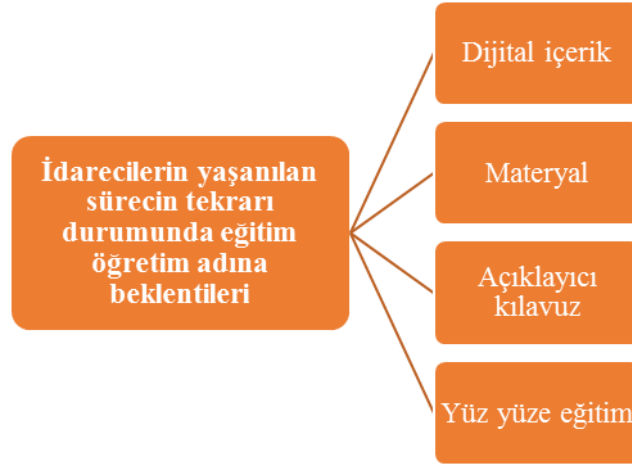 İdarecilerin yaşanılan
sürecin tekrarı
durumunda eğitim
öğretim adına
beklentileri
Dijital içerik
Materyal
Açıklayıcı
kılavuz
Yüz yüze eğitim